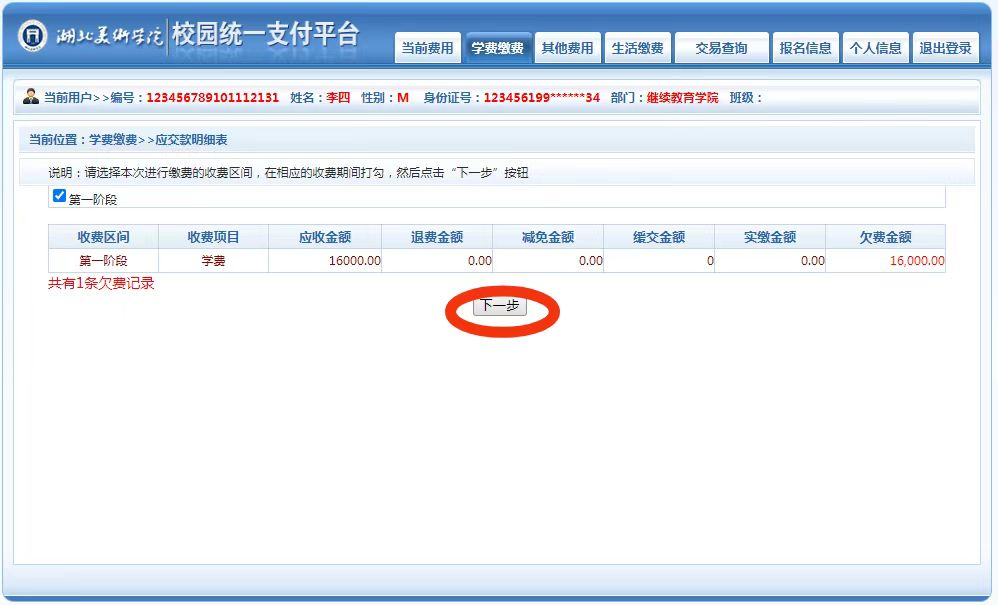 湖北美术学院 校园统一支付平台
当前费用 学费缴费 其他费用 生活缴费 交易查询 报名信息 个人信息 退出登录
当前用户>>编号：123456789101112131 姓名：李四 性别：M 身份证号：123456199******34 部门：继续教育学院 班级：
当前位置：学费缴费>>应交款明细表
说明：请选择本次进行缴费的收费区间，在相应的收费期间打勾，然后点击“下一步”按钮
第一阶段
收费区间 收费项目 应收金额 退费金额 减免金额 缓交金额 实缴金额 欠费金额
第一阶段 学费 16000.00 0.00 0.00 0 0.00 16,000.00
共有1条欠费记录
下一步